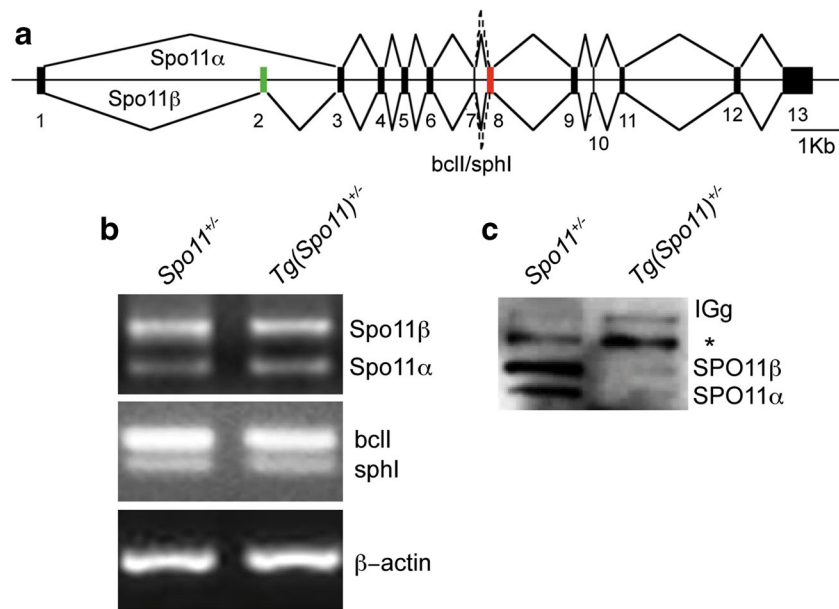 a
Spo11α
Spo11β
1 2 3 4 5 6 7 8 9 10 11 12 13
1Kb
bclI/sphI
b
Spo11+/- Tg(Spo11)+/-
Spo11β
Spo11α
bclI
sphI
β-actin
c
Spo11+/- Tg(Spo11)+/-
IGg
*
SPO11β
SPO11α